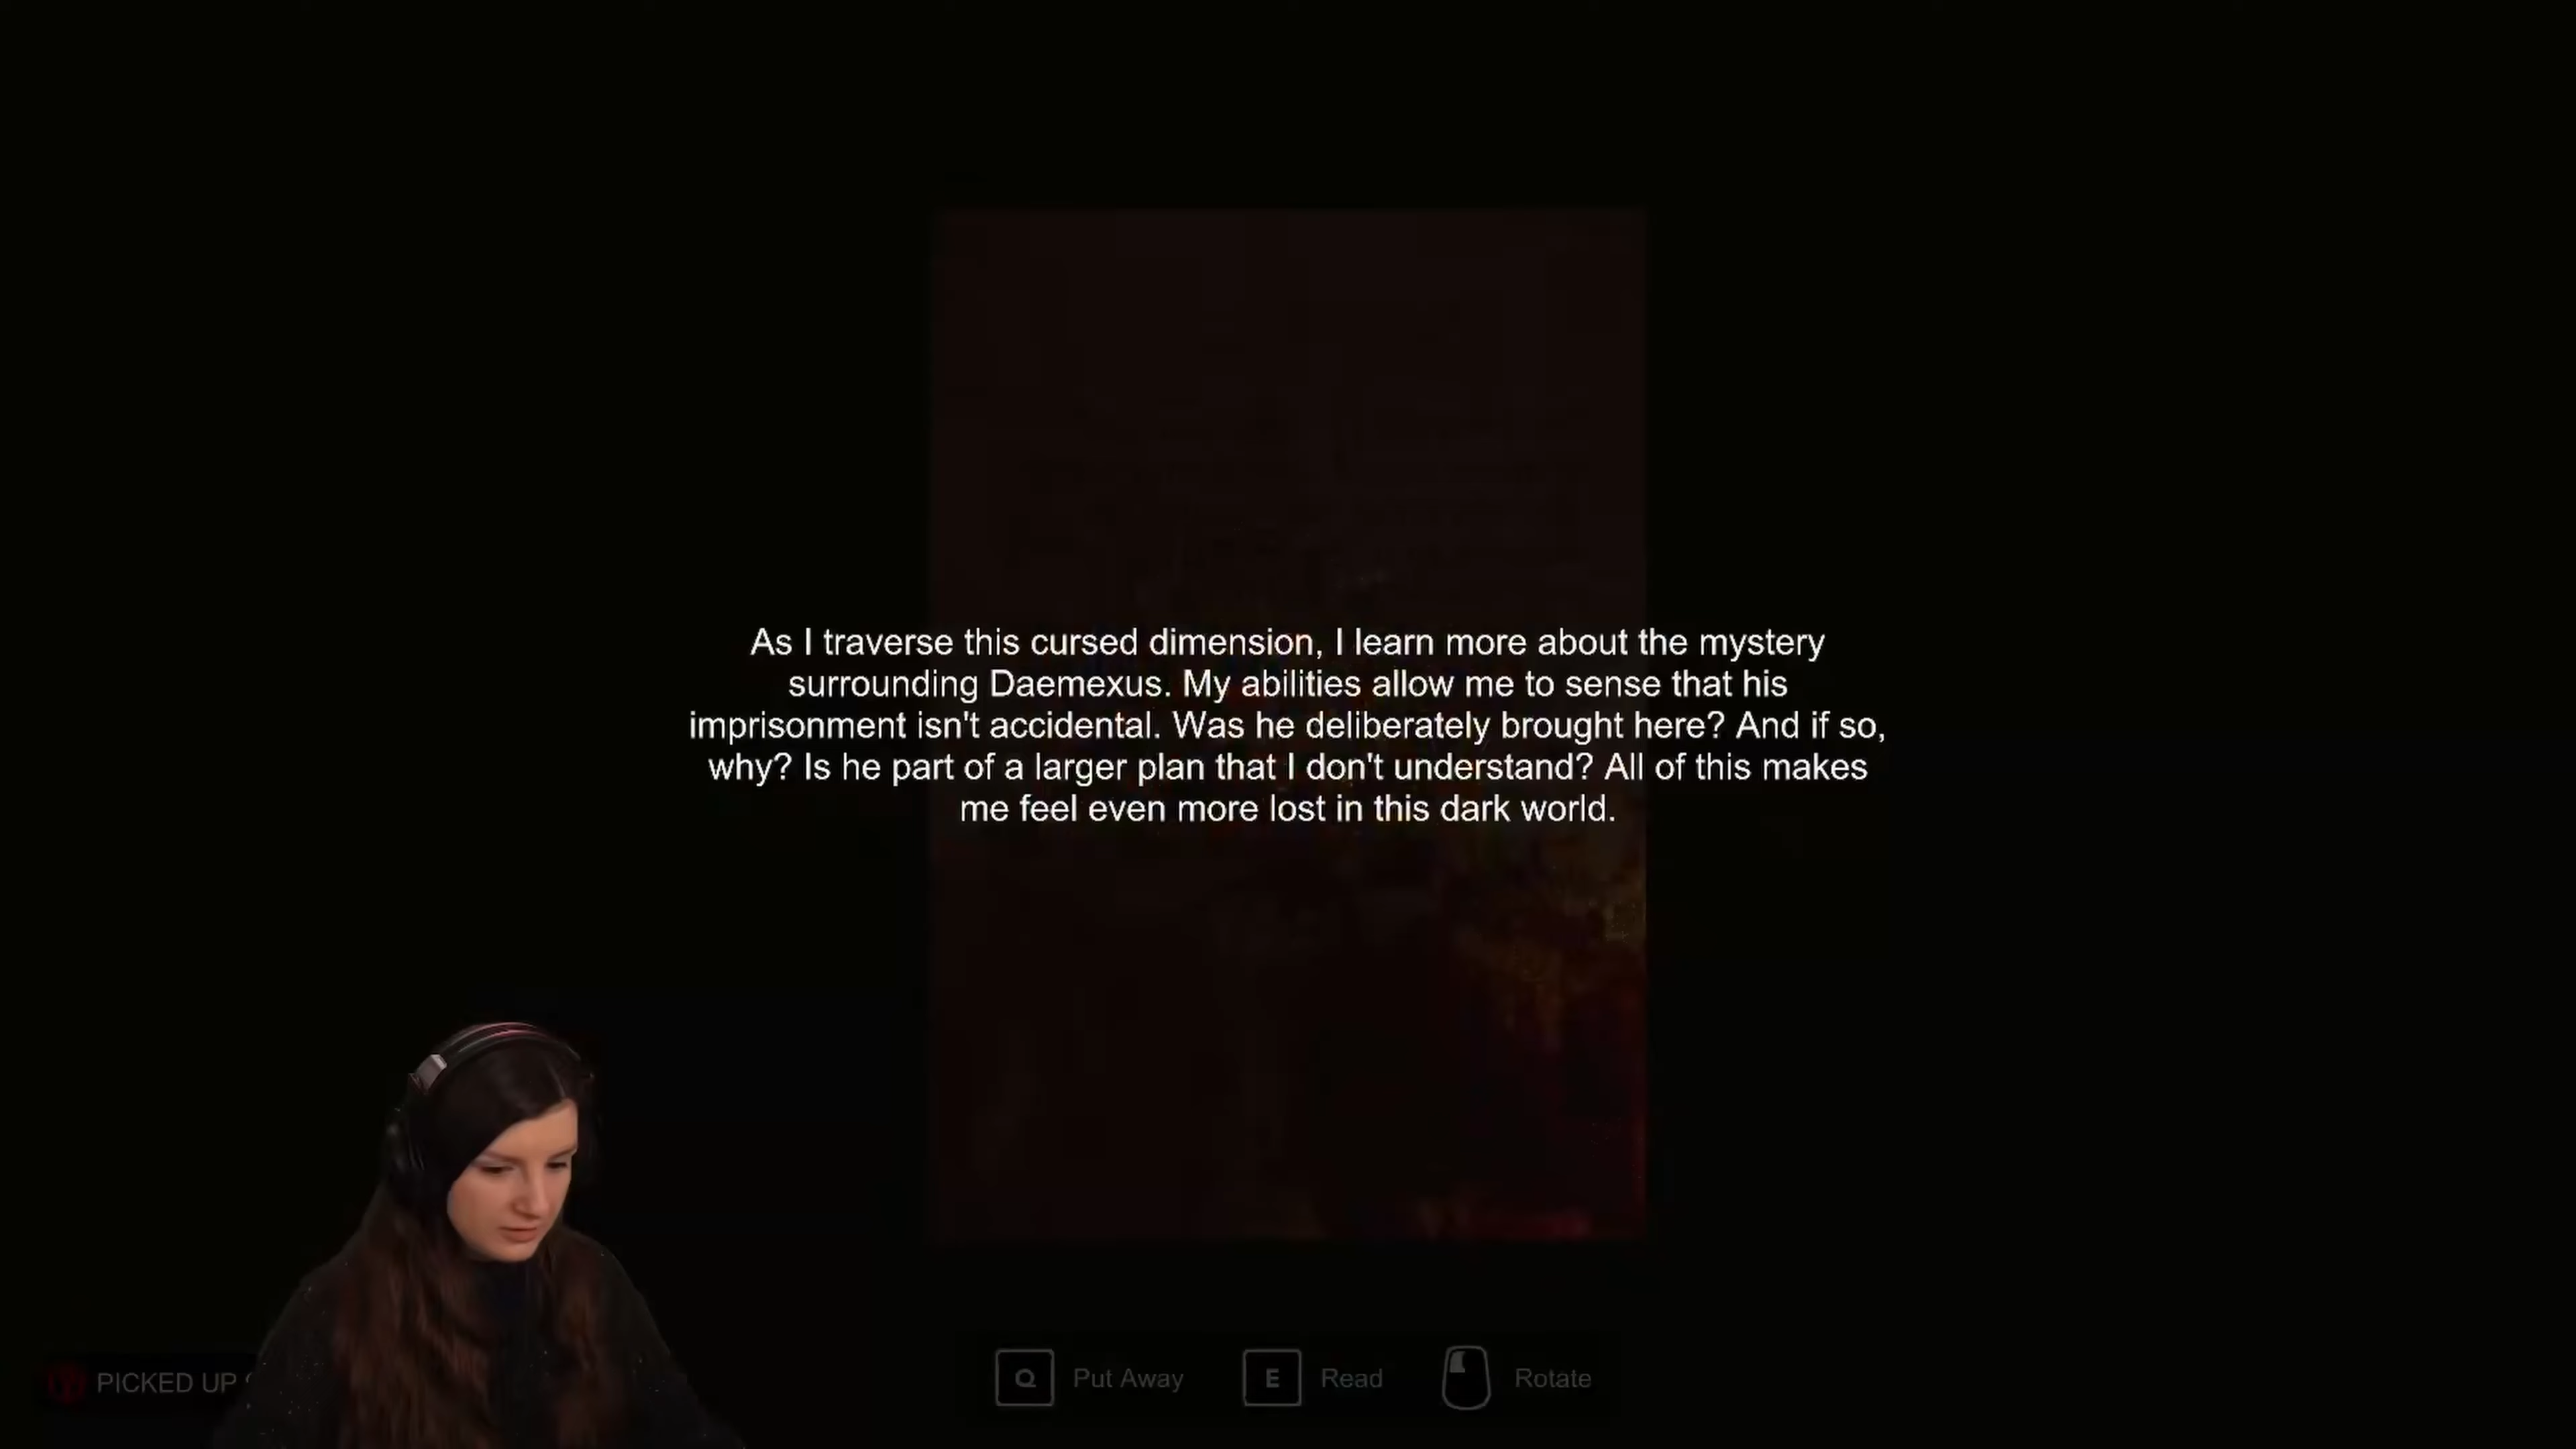 As I traverse this cursed dimension, I learn more about the mystery
surrounding Daemexus. My abilities allow me to sense that his
imprisonment isn't accidental. Was he deliberately brought here? And if so,
why? Is he part of a larger plan that I don't understand? All of this makes
me feel even more lost in this dark world.
PICKED UP
Q Put Away E Read Rotate